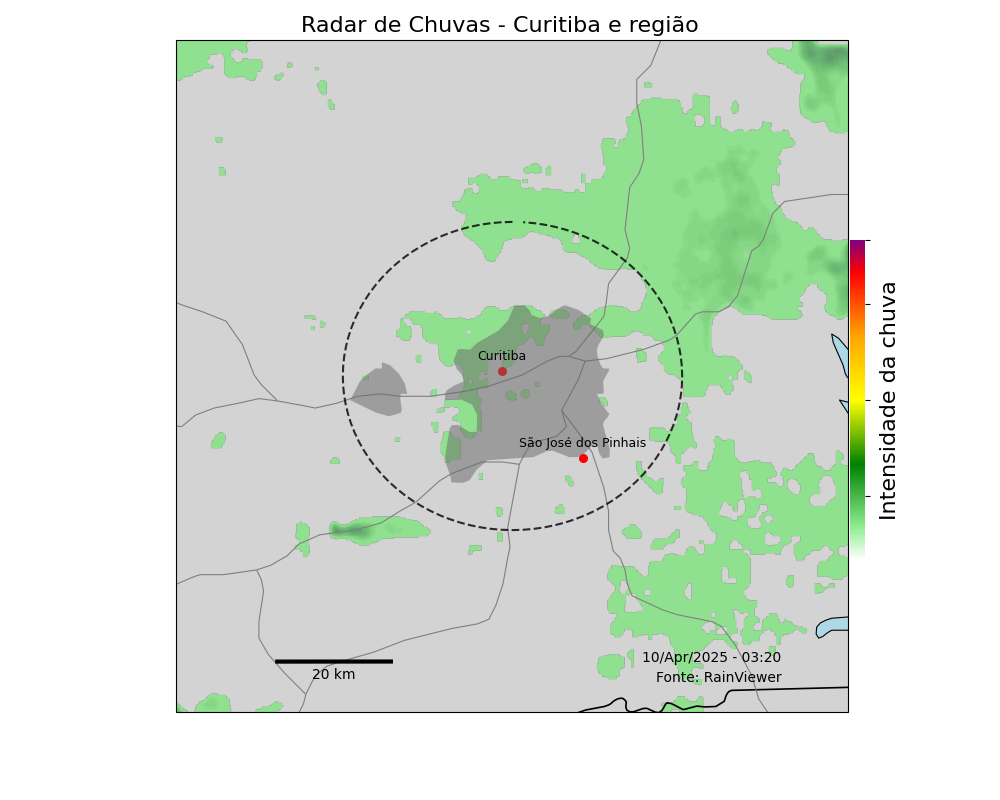 Radar de Chuvas - Curitiba e região
Curitiba
São José dos Pinhais
Intensidade da chuva
10/Apr/2025 - 03:20
Fonte: RainViewer
20 km